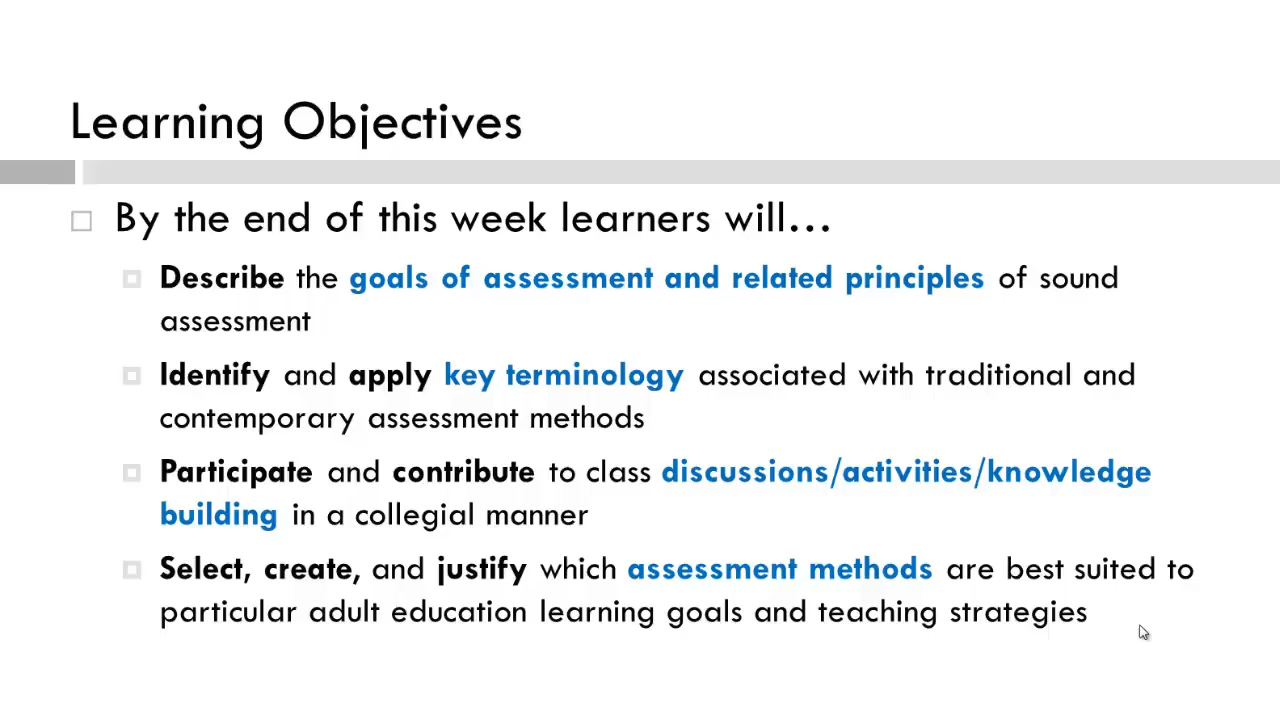 Learning Objectives
By the end of this week learners will...
Describe the goals of assessment and related principles of sound
assessment
Identify and apply key terminology associated with traditional and
contemporary assessment methods
Participate and contribute to class discussions/activities/knowledge
building in a collegial manner
Select, create, and justify which assessment methods are best suited to
particular adult education learning goals and teaching strategies